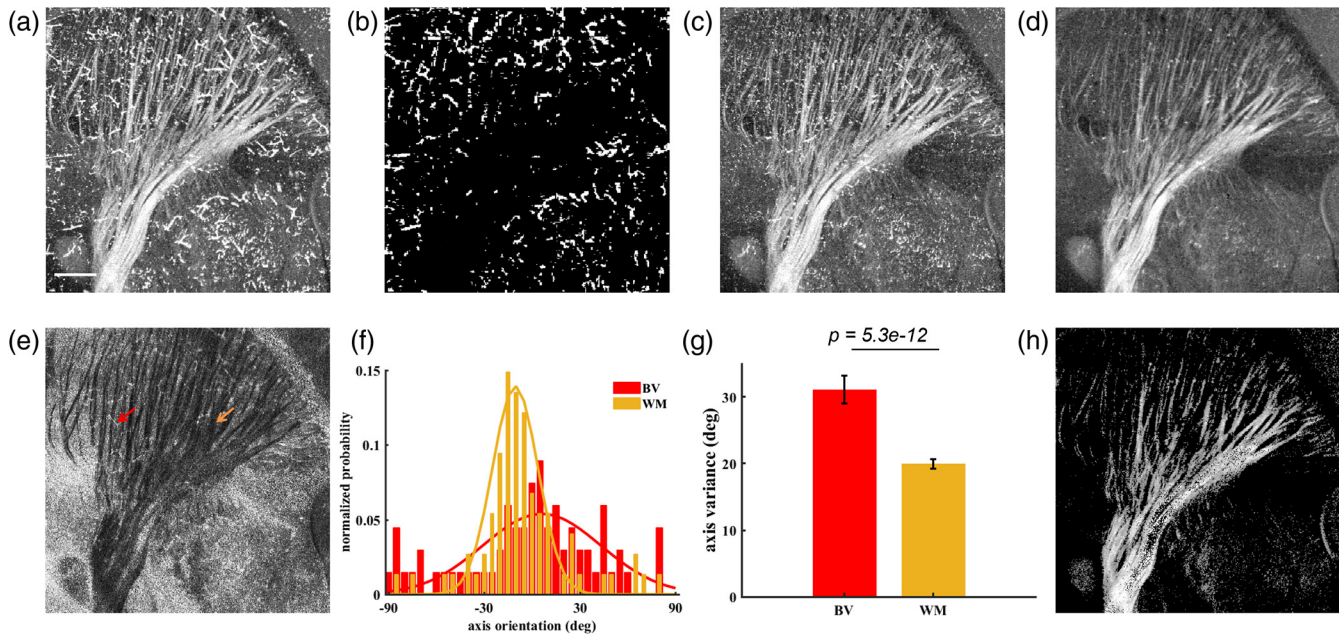 (a)
(b)
(c)
(d)
(e)
(f)
0.15
0.1
0.05
0
normalized probability
BV
WM
-90
-30
30
90
axis orientation (deg)
(g)
p = 5.3e-12
30
20
10
0
axis variance (deg)
BV
WM
(h)